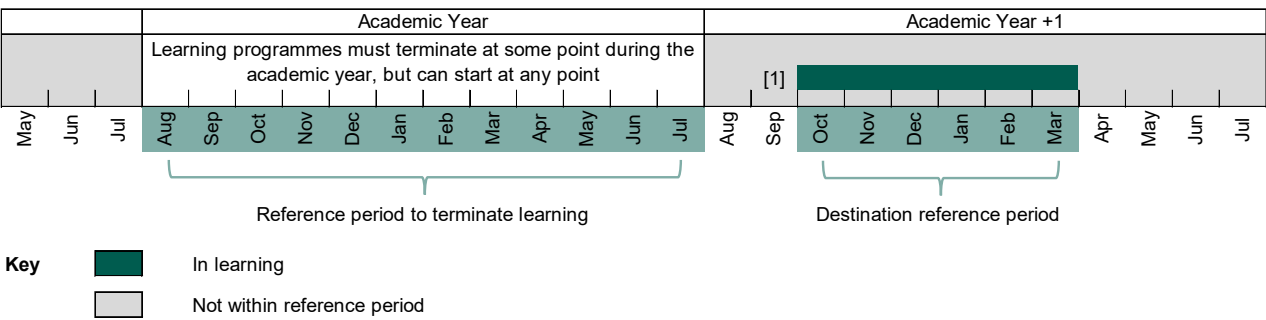 Academic Year
Academic Year +1
Learning programmes must terminate at some point during the
academic year, but can start at any point
[1]
May Jun Jul Aug Sep Oct Nov Dec Jan Feb Mar Apr May Jun Jul Aug Sep Oct Nov Dec Jan Feb Mar Apr May Jun Jul
Reference period to terminate learning
Destination reference period
Key
In learning
Not within reference period